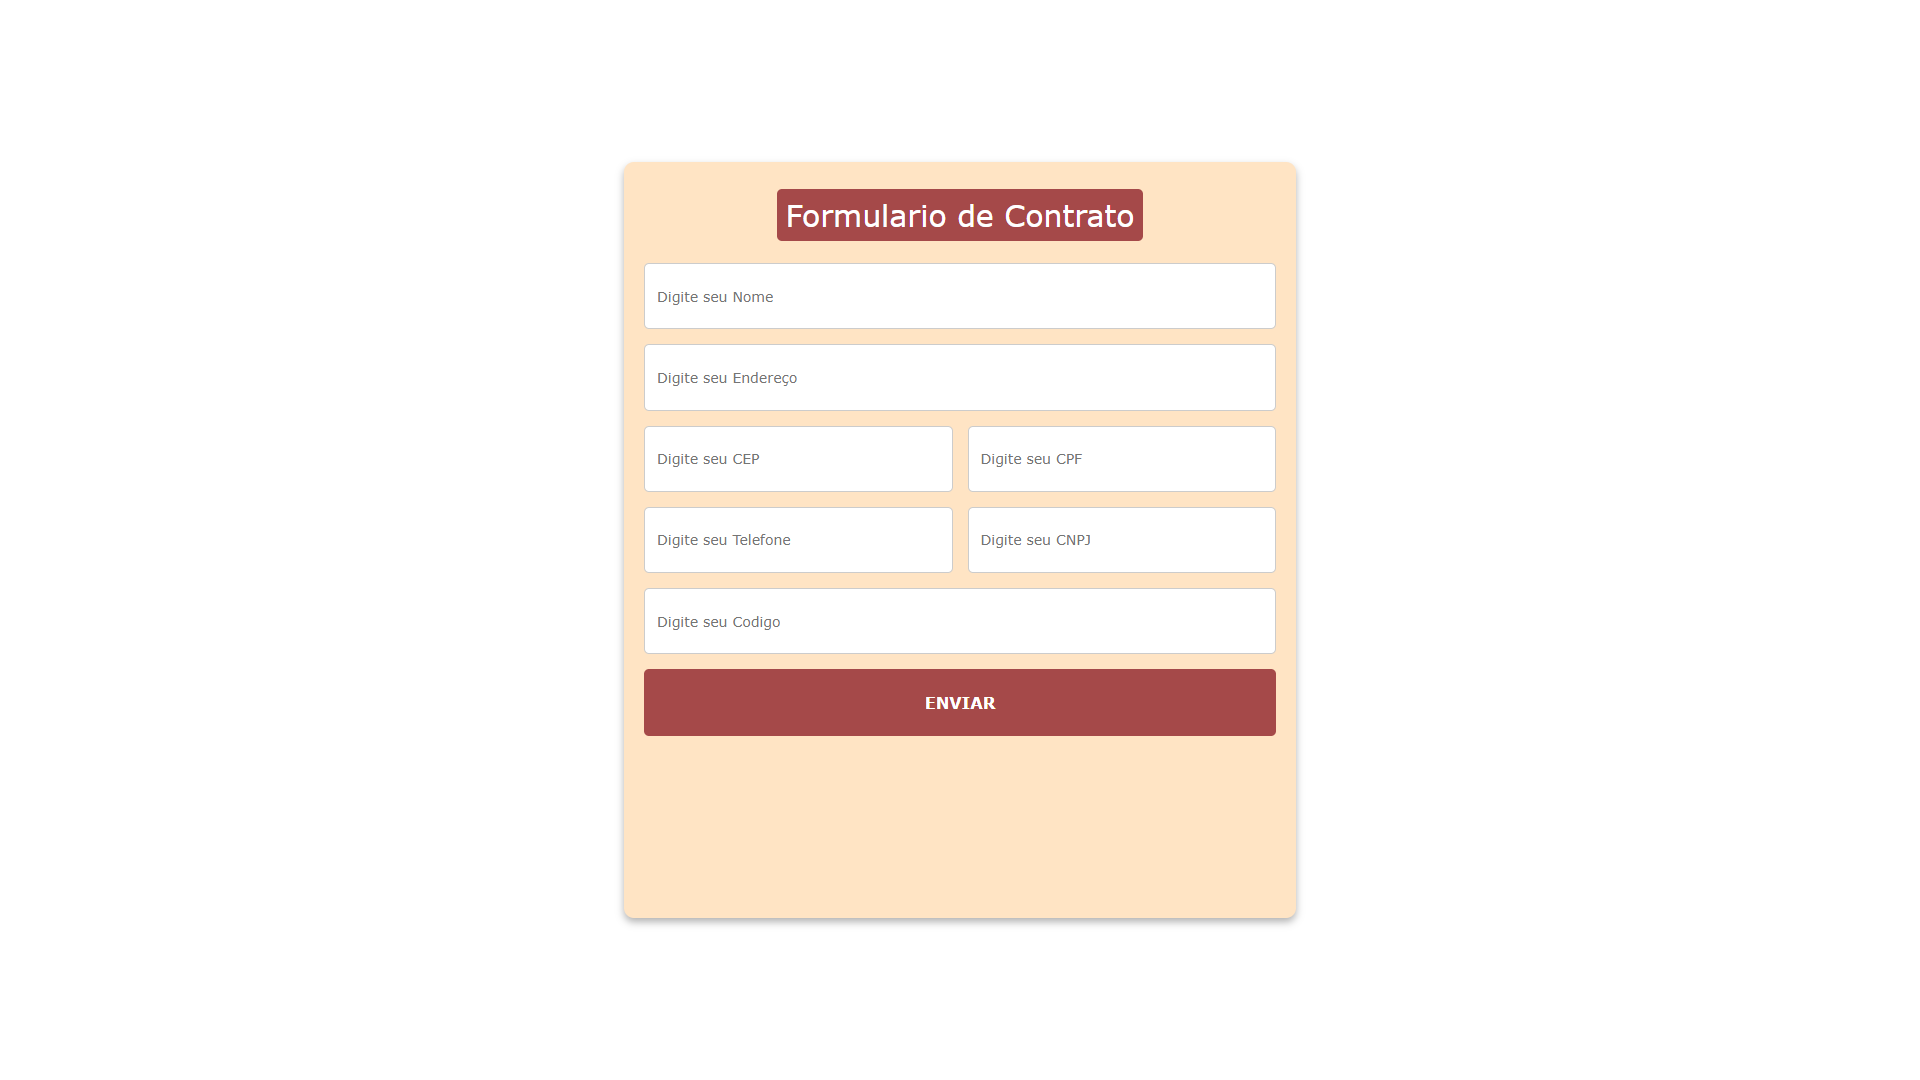 Formulario de Contrato
Digite seu Nome
Digite seu Endereço
Digite seu CEP
Digite seu CPF
Digite seu Telefone
Digite seu CNPJ
Digite seu Codigo
ENVIAR